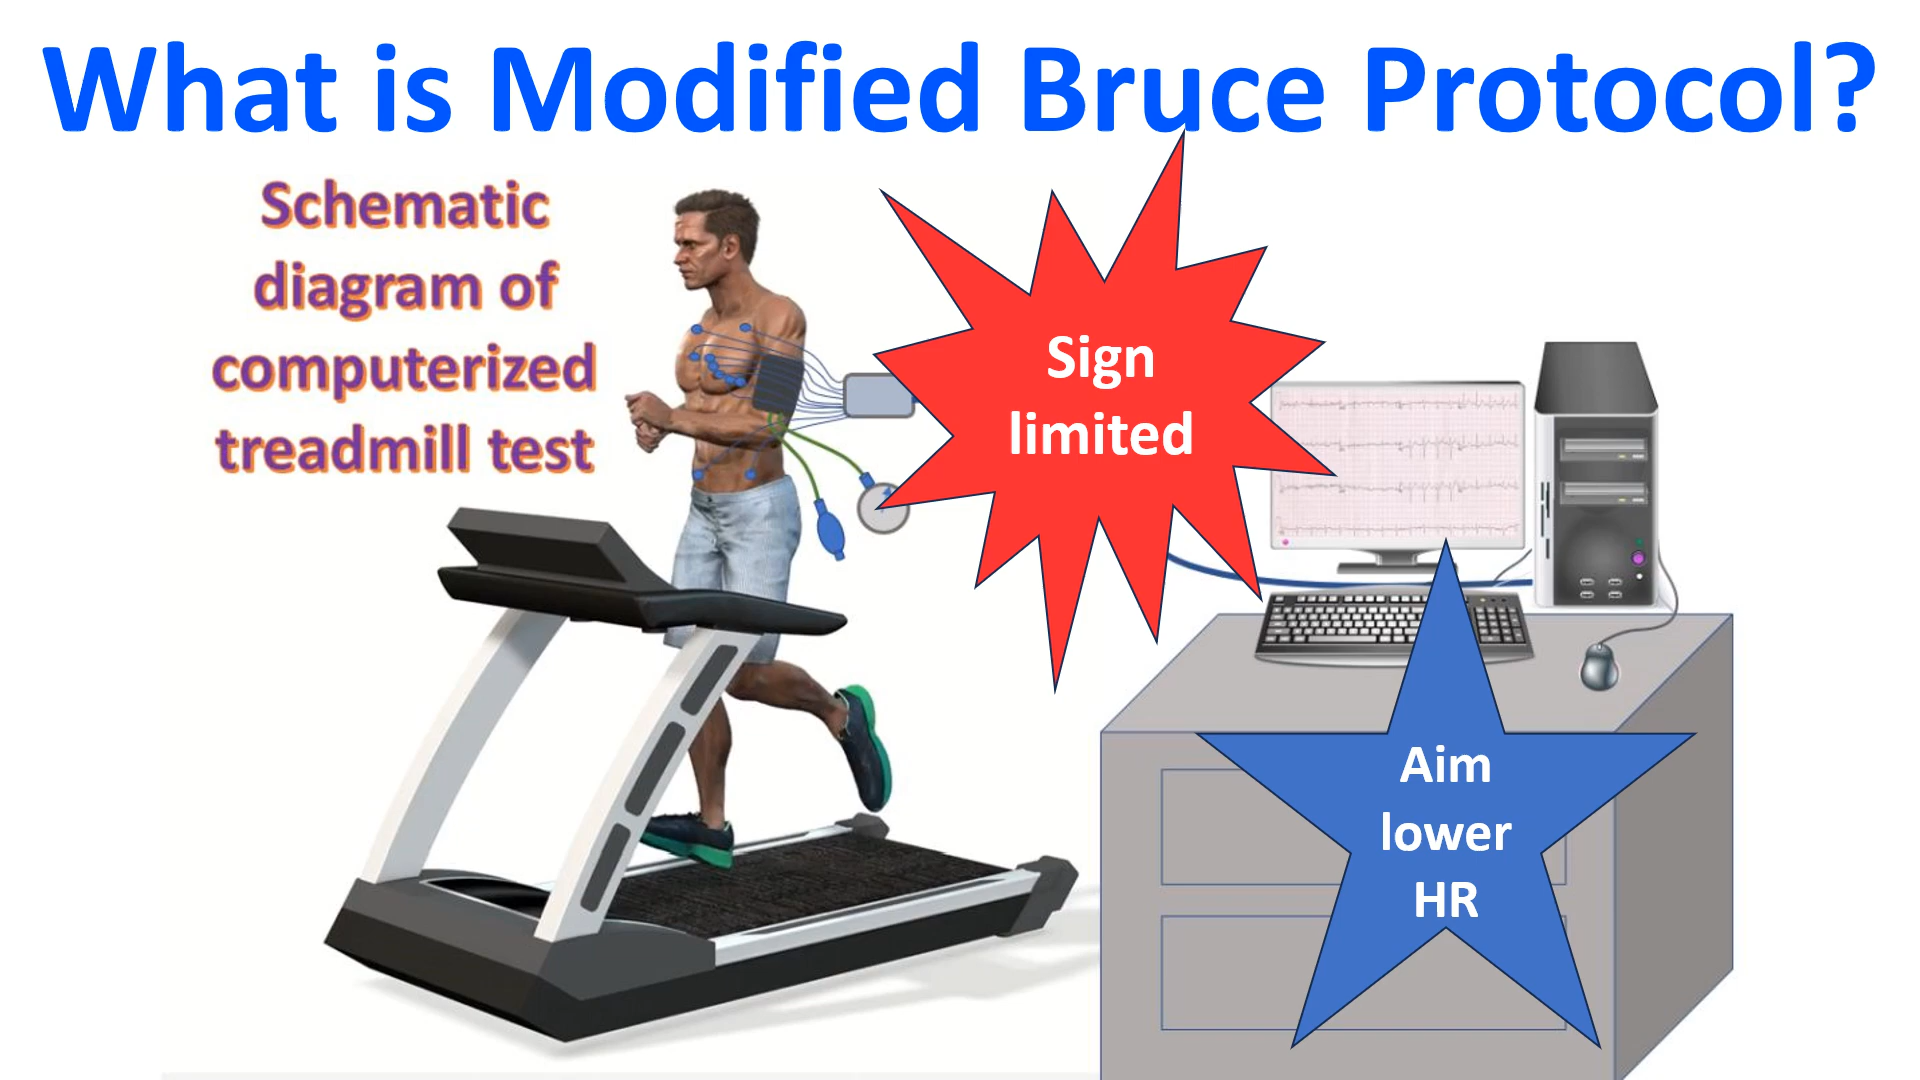 What is Modified Bruce Protocol?
Schematic
diagram of
computerized
treadmill test
Sign
limited
Aim
lower
HR